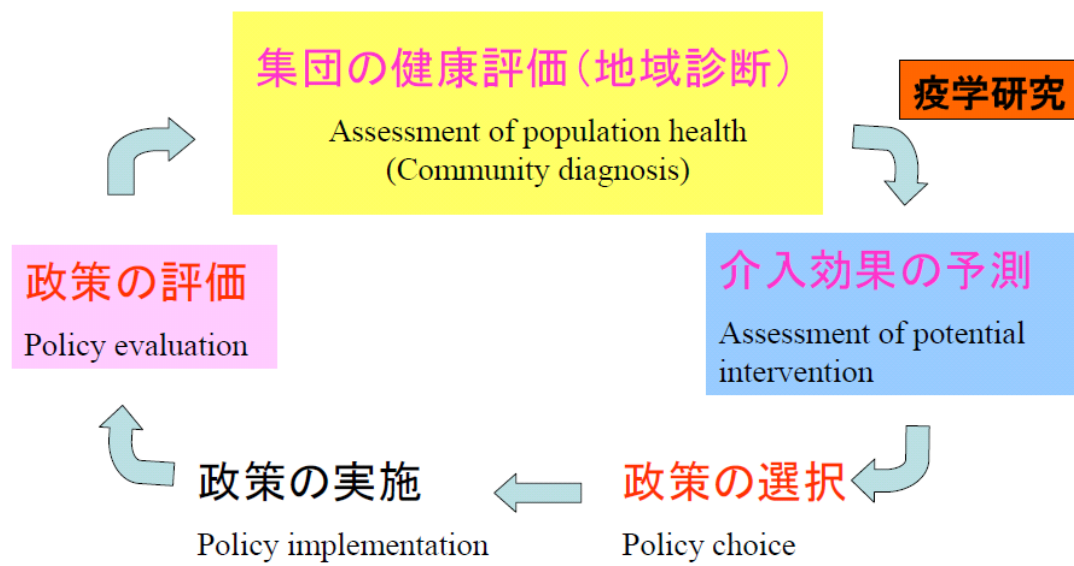 集団の健康評価(地域診断)
Assessment of population health
(Community diagnosis)
疫学研究
介入効果の予測
Assessment of potential
intervention
政策の選択
Policy choice
政策の実施
Policy implementation
政策の評価
Policy evaluation